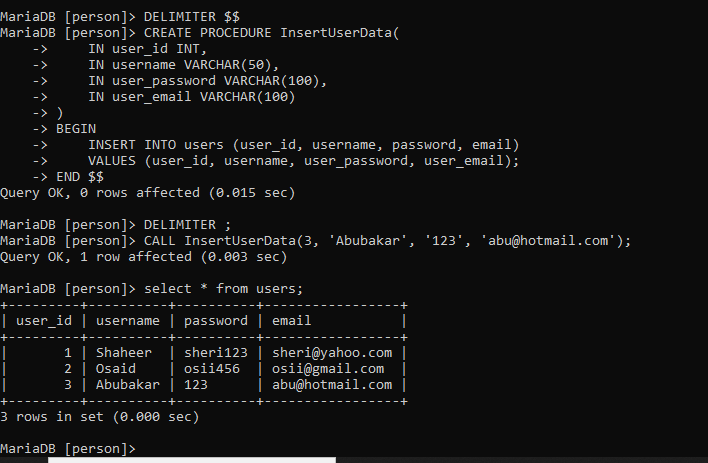 MariaDB [person]> DELIMITER $$
MariaDB [person]> CREATE PROCEDURE InsertUserData(
    ->     IN user_id INT,
    ->     IN username VARCHAR(50),
    ->     IN user_password VARCHAR(100),
    ->     IN user_email VARCHAR(100)
    -> )
    -> BEGIN
    ->     INSERT INTO users (user_id, username, password, email)
    ->     VALUES (user_id, username, user_password, user_email);
    -> END $$
Query OK, 0 rows affected (0.015 sec)

MariaDB [person]> DELIMITER ;
MariaDB [person]> CALL InsertUserData(3, 'Abubakar', '123', 'abu@hotmail.com');
Query OK, 1 row affected (0.003 sec)

MariaDB [person]> select * from users;
+---------+----------+----------+-----------------+
| user_id | username | password | email           |
+---------+----------+----------+-----------------+
|       1 | Shaheer  | sheri123 | sheri@yahoo.com |
|       2 | Osaid    | osii456  | osii@gmail.com  |
|       3 | Abubakar | 123      | abu@hotmail.com |
+---------+----------+----------+-----------------+
3 rows in set (0.000 sec)

MariaDB [person]>